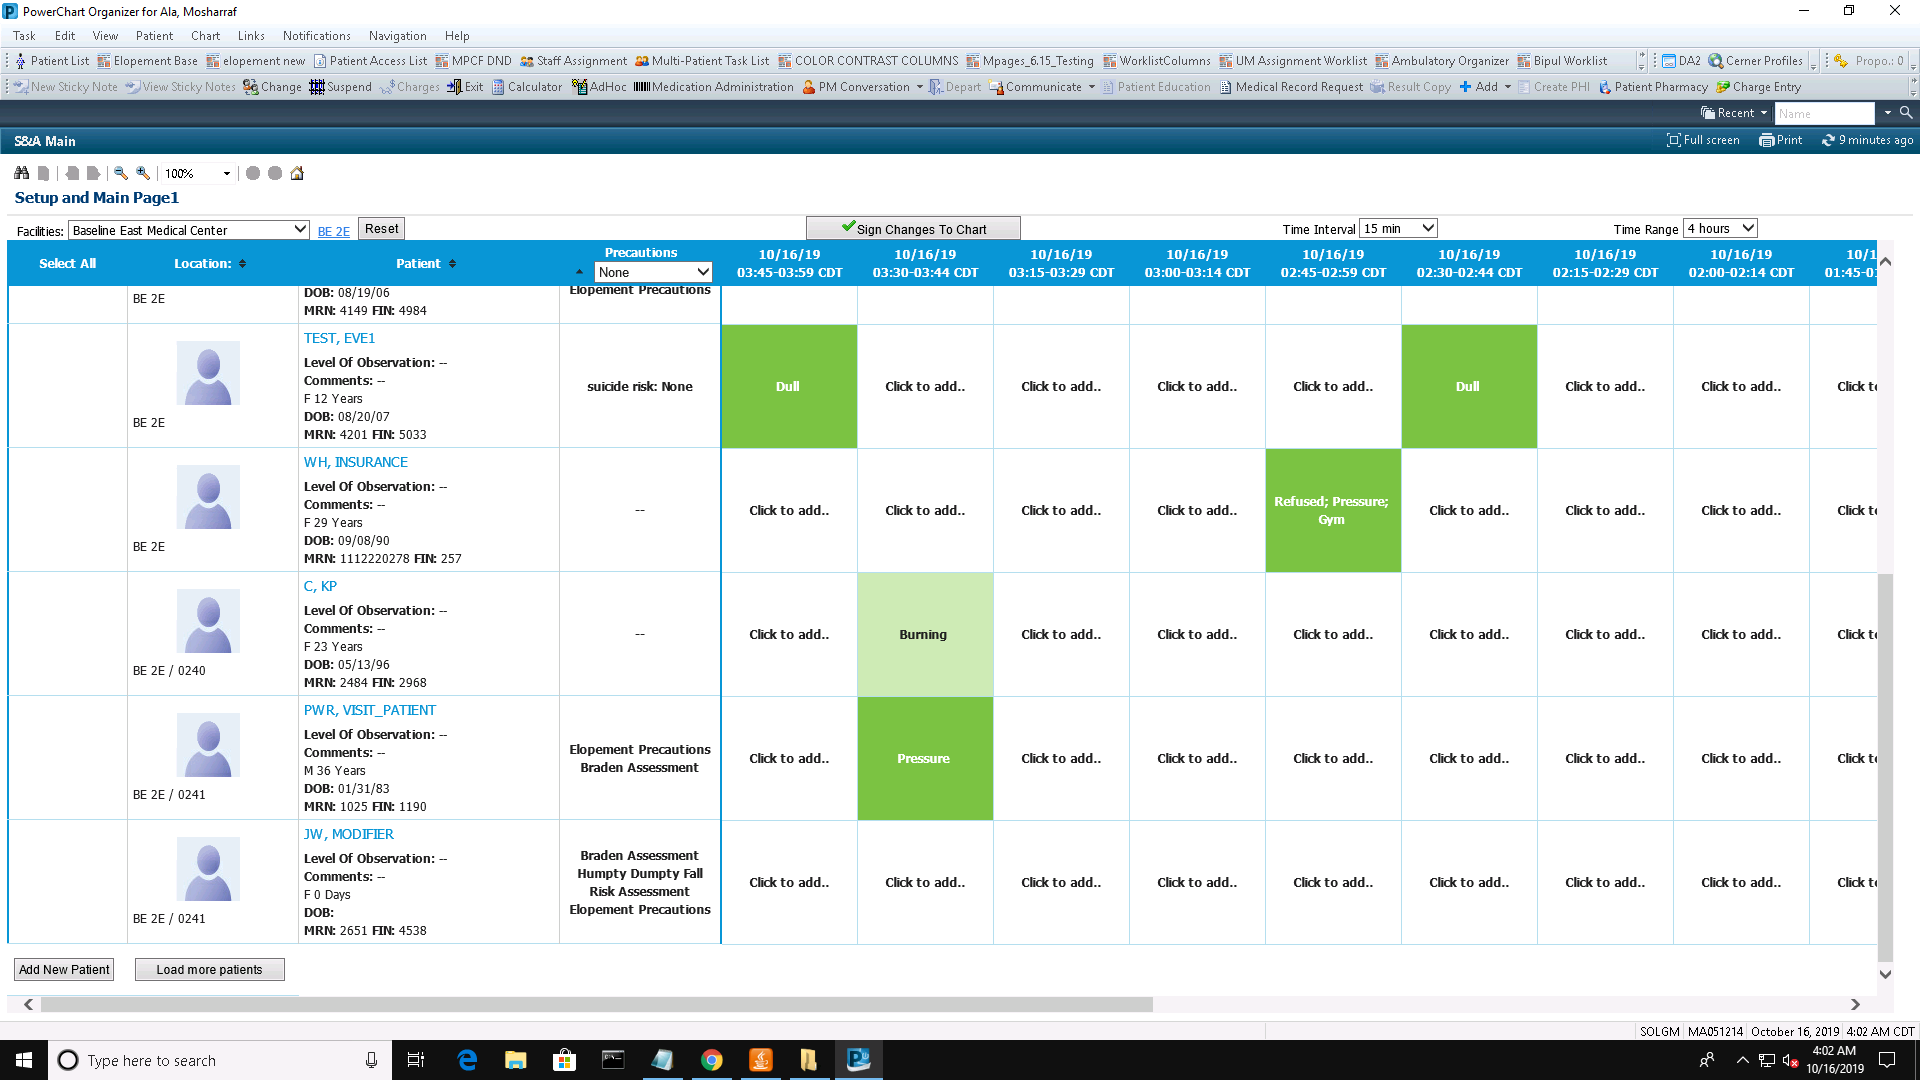 PowerChart Organizer for Ala, Mosharraf
Task Edit View Patient Chart Links Notifications Navigation Help
Patient List Elopement Base elopement new Patient Access List MPCF DND Staff Assignment Multi-Patient Task List COLOR CONTRAST COLUMNS Mpages_6.15_Testing WorklistColumns UM Assignment Worklist Ambulatory Organizer Bipul Worklist DA2 Cerner Profiles Propo.: 0
New Sticky Note View Sticky Notes Change Suspend Charges Exit Calculator AdHoc Medication Administration PM Conversation Depart Communicate Patient Education Medical Record Request Result Copy Add Create PHI Patient Pharmacy Charge Entry
Recent Name
S&A Main Full screen Print 9 minutes ago
100%
Setup and Main Page1
Facilities: Baseline East Medical Center BE 2E Reset Sign Changes To Chart Time Interval 15 min Time Range 4 hours
Select All Location: Patient Precautions None
10/16/19 10/16/19 10/16/19 10/16/19 10/16/19 10/16/19 10/16/19 10/16/19 10/1
03:45-03:59 CDT 03:30-03:44 CDT 03:15-03:29 CDT 03:00-03:14 CDT 02:45-02:59 CDT 02:30-02:44 CDT 02:15-02:29 CDT 02:00-02:14 CDT 01:45-0
BE 2E
DOB: 08/19/06
MRN: 4149 FIN: 4984
Elopement Precautions
BE 2E
TEST, EVE1
Level Of Observation: --
Comments: --
F 12 Years
DOB: 08/20/07
MRN: 4201 FIN: 5033
suicide risk: None
Dull Click to add.. Click to add.. Click to add.. Click to add.. Dull Click to add.. Click to add.. Click t
BE 2E
WH, INSURANCE
Level Of Observation: --
Comments: --
F 29 Years
DOB: 09/08/90
MRN: 1112220278 FIN: 257
--
Click to add.. Click to add.. Click to add.. Click to add.. Refused; Pressure; Gym Click to add.. Click to add.. Click to add.. Click t
BE 2E / 0240
C, KP
Level Of Observation: --
Comments: --
F 23 Years
DOB: 05/13/96
MRN: 2484 FIN: 2968
--
Click to add.. Burning Click to add.. Click to add.. Click to add.. Click to add.. Click to add.. Click to add.. Click t
BE 2E / 0241
PWR, VISIT_PATIENT
Level Of Observation: --
Comments: --
M 36 Years
DOB: 01/31/83
MRN: 1025 FIN: 1190
Elopement Precautions
Braden Assessment
Click to add.. Pressure Click to add.. Click to add.. Click to add.. Click to add.. Click to add.. Click to add.. Click t
BE 2E / 0241
JW, MODIFIER
Level Of Observation: --
Comments: --
F 0 Days
DOB:
MRN: 2651 FIN: 4538
Braden Assessment
Humpty Dumpty Fall
Risk Assessment
Elopement Precautions
Click to add.. Click to add.. Click to add.. Click to add.. Click to add.. Click to add.. Click to add.. Click to add.. Click t
Add New Patient Load more patients
SOLGM MA051214 October 16, 2019 4:02 AM CDT
Type here to search
4:02 AM
10/16/2019